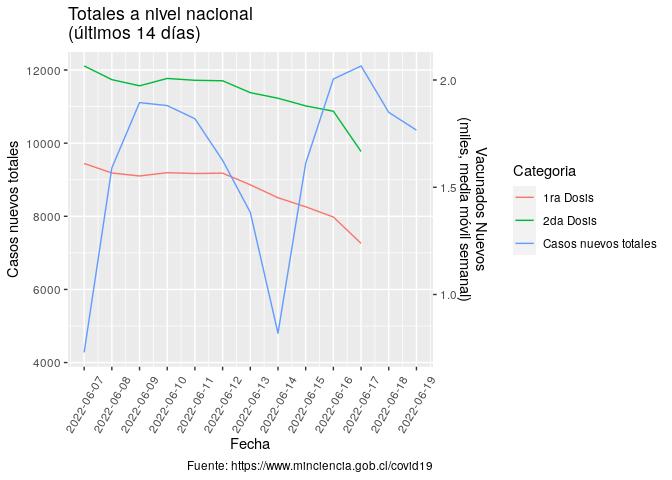 Totales a nivel nacional
(últimos 14 días)
Casos nuevos totales
12000
10000
8000
6000
4000
2.0
1.5
1.0
Vacunados Nuevos
(miles, media móvil semanal)
2022-06-07
2022-06-08
2022-06-09
2022-06-10
2022-06-11
2022-06-12
2022-06-13
2022-06-14
2022-06-15
2022-06-16
2022-06-17
2022-06-18
2022-06-19
Fecha
Categoria
1ra Dosis
2da Dosis
Casos nuevos totales
Fuente: https://www.minciencia.gob.cl/covid19